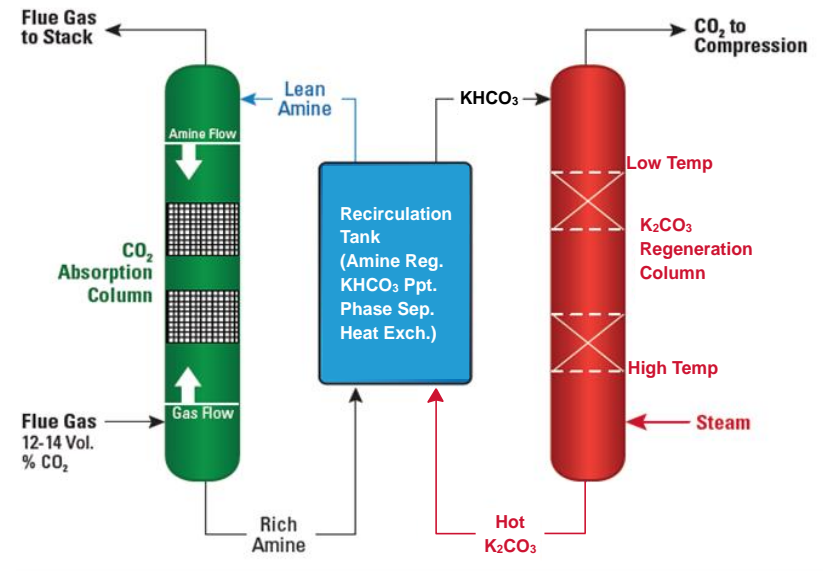 Flue Gas
to Stack
CO₂ to
Compression
Lean
Amine
KHCO₃
Amine Flow
Low Temp
Recirculation
Tank
(Amine Reg.
KHCO₃ Ppt.
Phase Sep.
Heat Exch.)
K₂CO₃
Regeneration
Column
CO₂
Absorption
Column
High Temp
Gas Flow
Flue Gas
12-14 Vol.
% CO₂
Steam
Rich
Amine
Hot
K₂CO₃